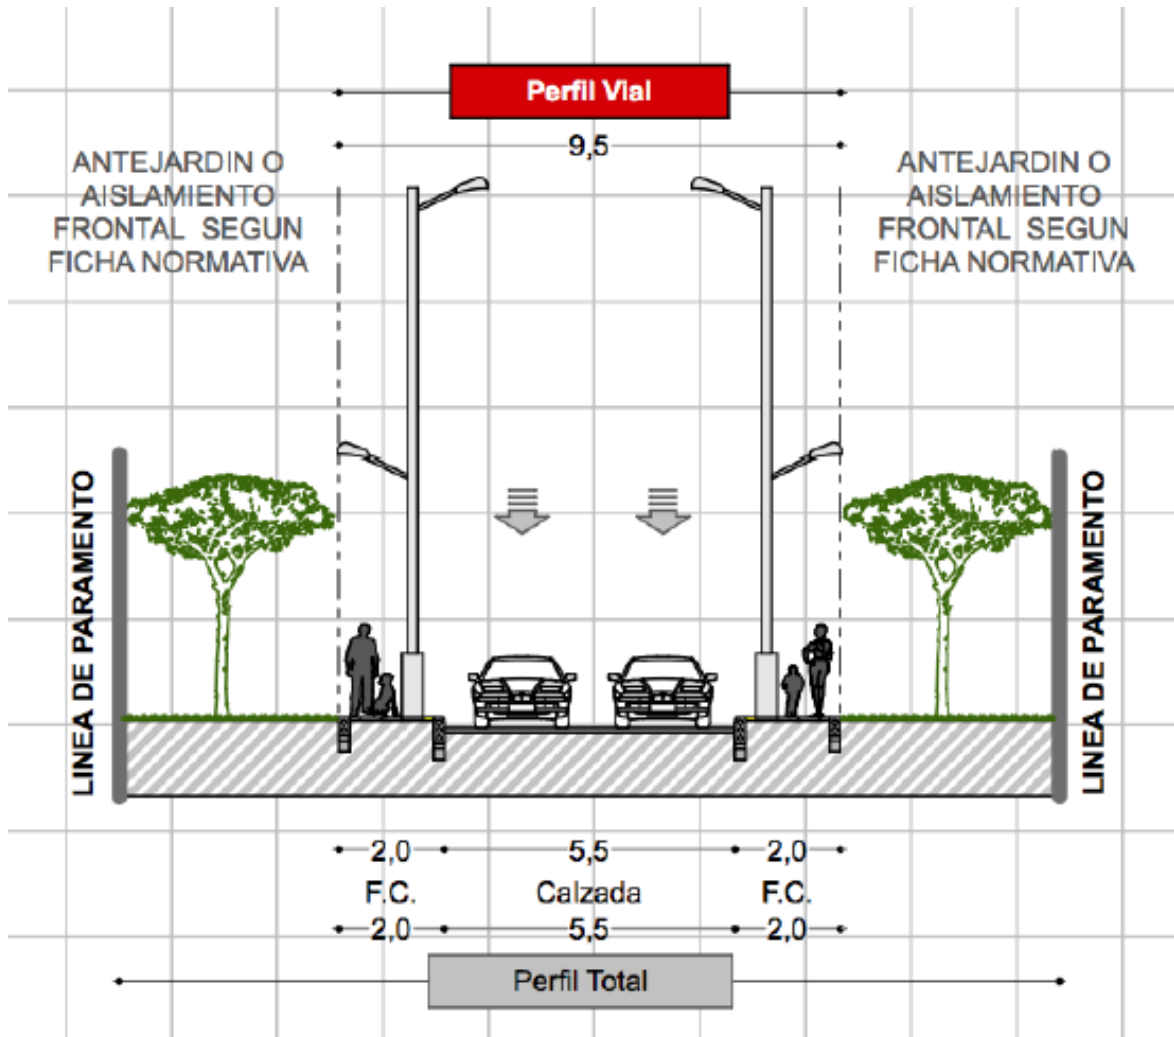 Perfil Vial
9,5
ANTEJARDIN O
AISLAMIENTO
FRONTAL SEGUN
FICHA NORMATIVA
ANTEJARDIN O
AISLAMIENTO
FRONTAL SEGUN
FICHA NORMATIVA
LINEA DE PARAMENTO
LINEA DE PARAMENTO
2,0 5,5 2,0
F.C. Calzada F.C.
2,0 5,5 2,0
Perfil Total